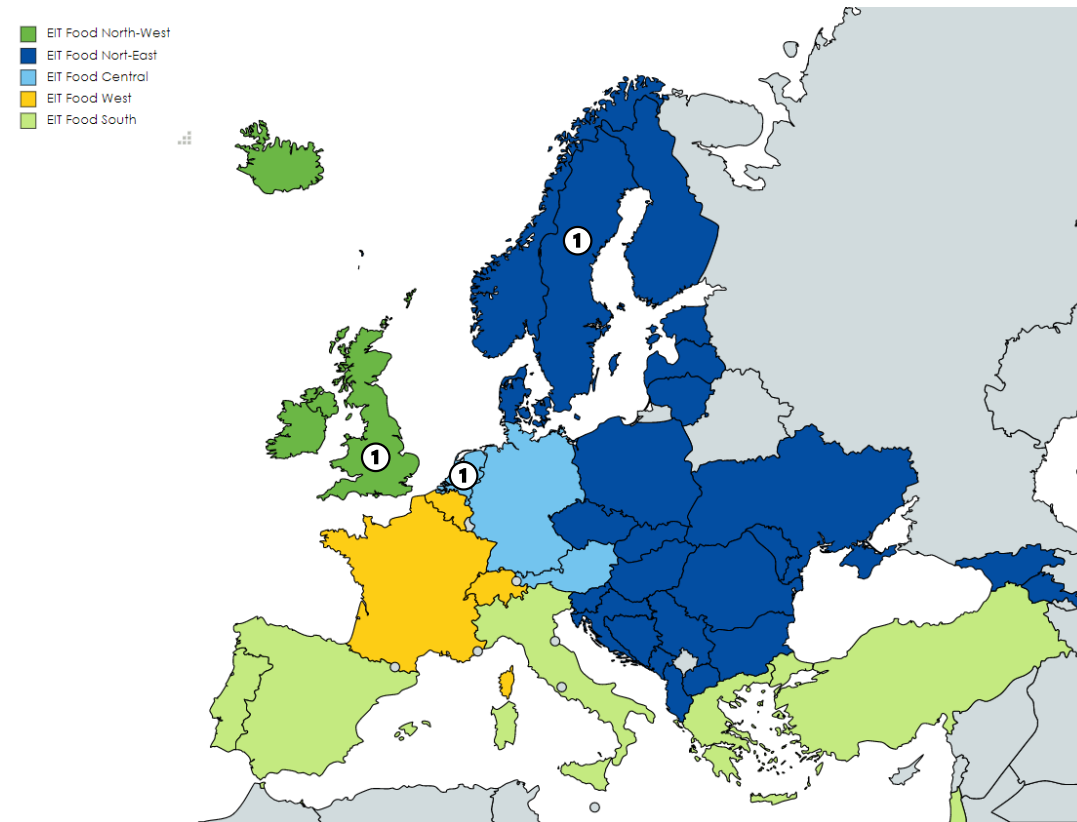 EIT Food North-West
EIT Food Nort-East
EIT Food Central
EIT Food West
EIT Food South
1
1
1